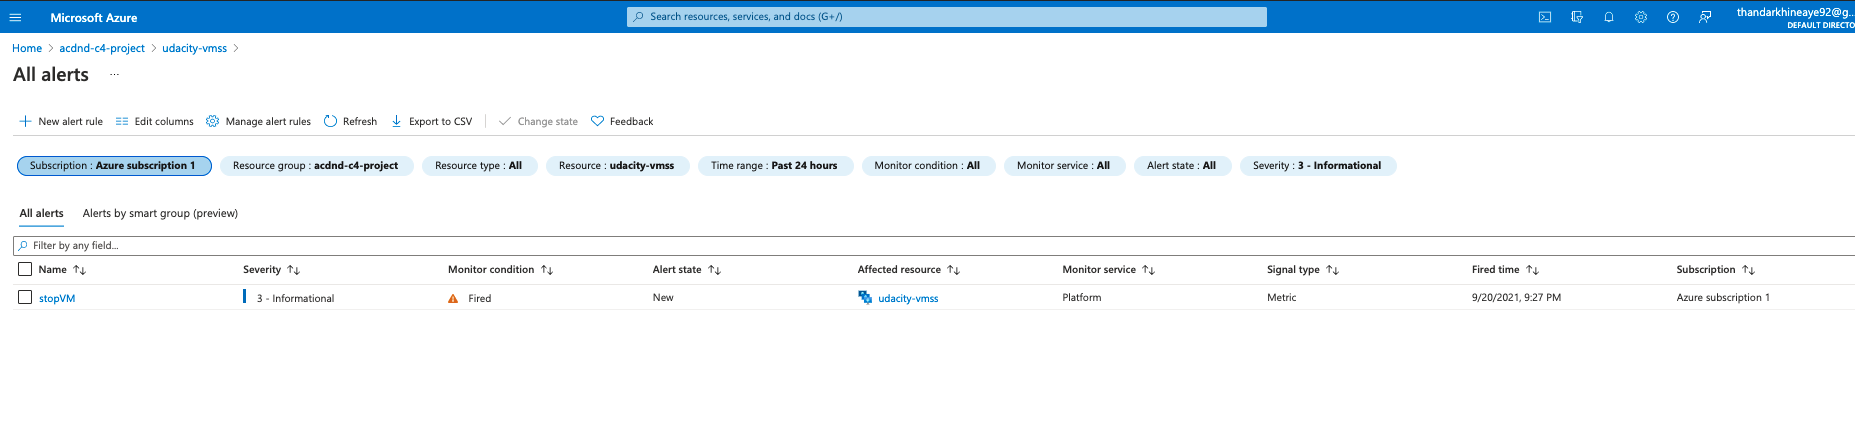 Microsoft Azure
Search resources, services, and docs (G+/)
thandarkhineaye92@g...
DEFAULT DIRECTO
Home > acdnd-c4-project > udacity-vmss >
All alerts ...
New alert rule Edit columns Manage alert rules Refresh Export to CSV Change state Feedback
Subscription : Azure subscription 1 Resource group : acdnd-c4-project Resource type : All Resource : udacity-vmss Time range : Past 24 hours Monitor condition : All Monitor service : All Alert state : All Severity : 3 - Informational
All alerts Alerts by smart group (preview)
Filter by any field...
Name ↑↓ Severity ↑↓ Monitor condition ↑↓ Alert state ↑↓ Affected resource ↑↓ Monitor service ↑↓ Signal type ↑↓ Fired time ↑↓ Subscription ↑↓
stopVM 3 - Informational Fired New udacity-vmss Platform Metric 9/20/2021, 9:27 PM Azure subscription 1